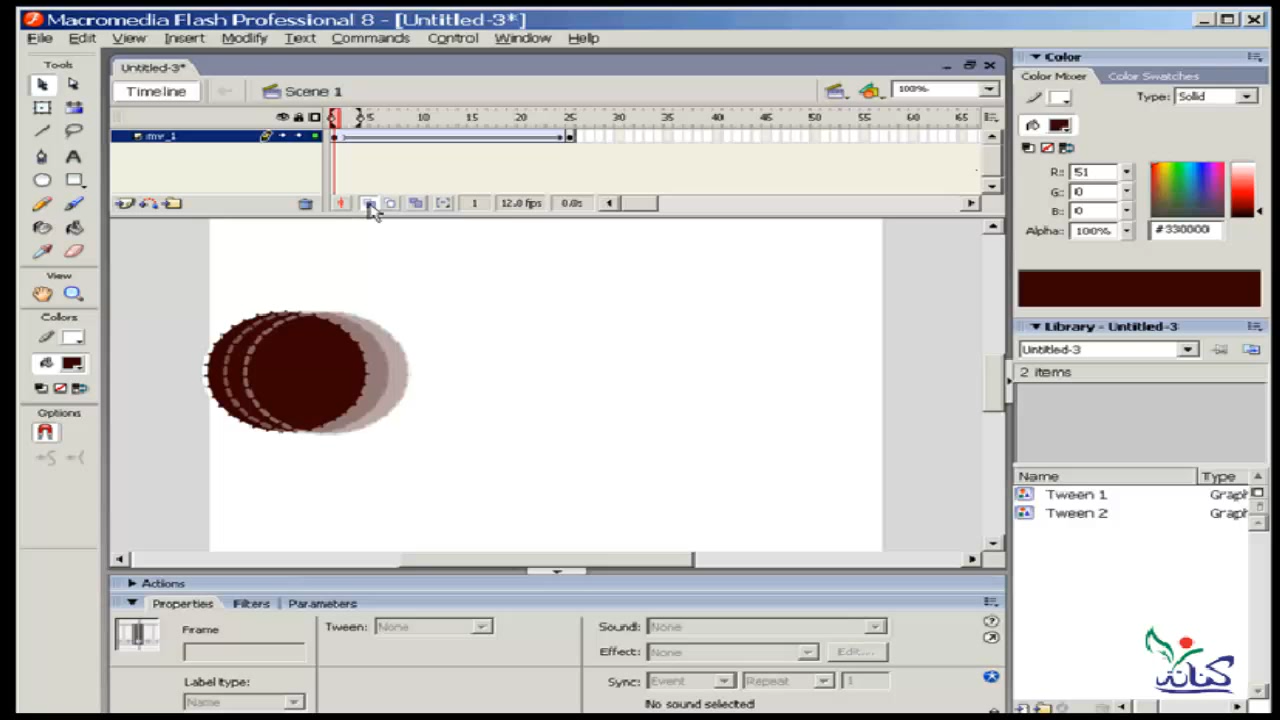 Macromedia Flash Professional 8 - [Untitled-3*]
File Edit View Insert Modify Text Commands Control Window Help
Tools
Untitled-3*
Timeline
Scene 1
100%
5 10 15 20 25 30 35 40 45 50 55 60 65
mv_1
1 12.0 fps 0.0s
View
Colors
Options
Color
Color Mixer Color Swatches
Type: Solid
R: 51
G: 0
B: 0
Alpha: 100% #330000
Library - Untitled-3
Untitled-3
2 items
Name Type
Tween 1 Graph
Tween 2 Graph
Actions
Properties Filters Parameters
Frame
Tween: None
Label type:
Name
Sound: None
Effect: None Edit...
Sync: Event Repeat 1
No sound selected
كنانة